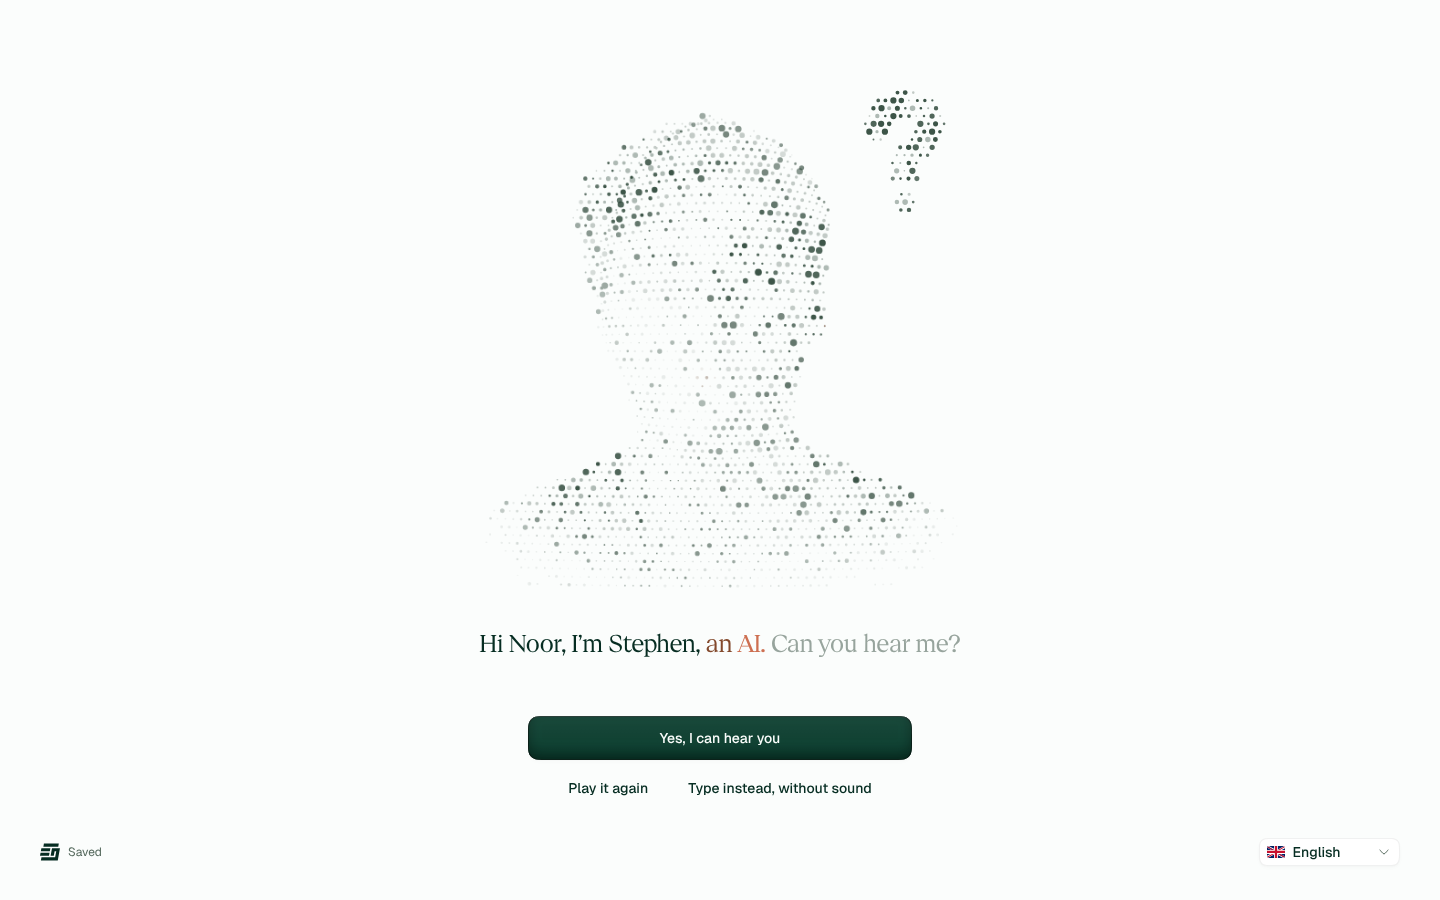 ?
Hi Noor, I’m Stephen, an AI. Can you hear me?
Yes, I can hear you
Play it again
Type instead, without sound
Saved
English